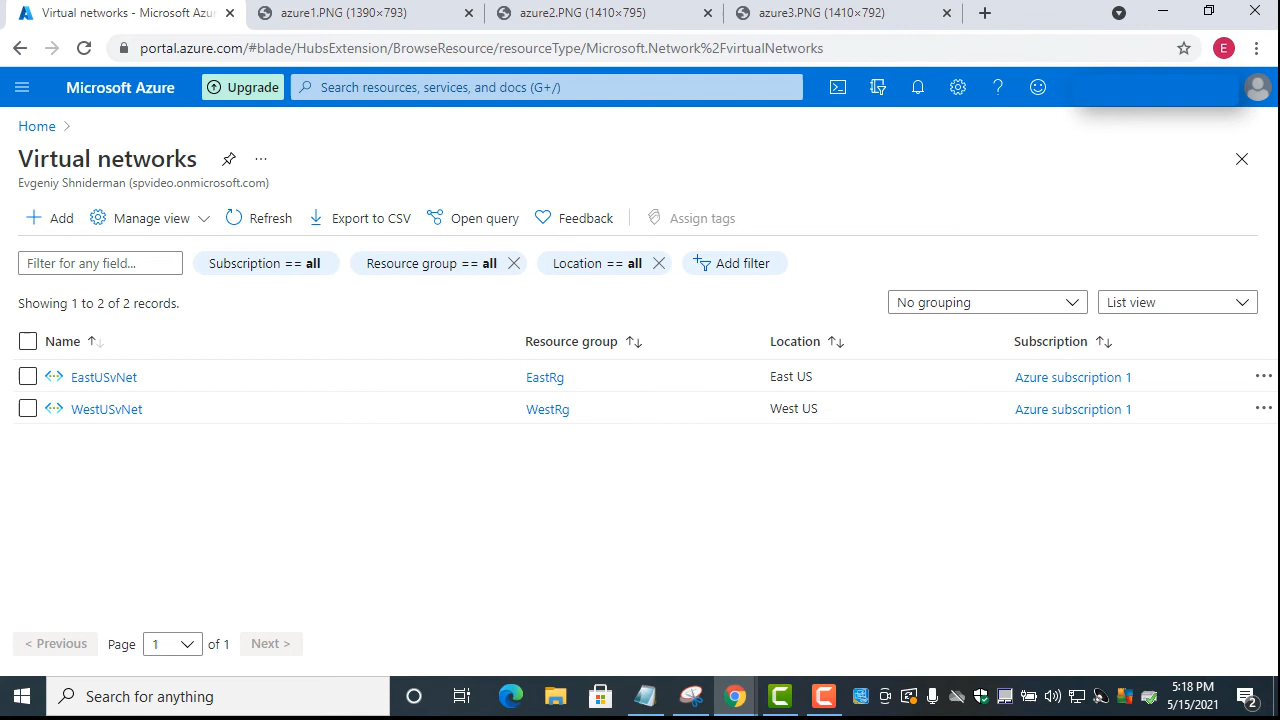 Virtual networks - Microsoft Azu
azure1.PNG (1390×793)
azure2.PNG (1410×795)
azure3.PNG (1410×792)
portal.azure.com/#blade/HubsExtension/BrowseResource/resourceType/Microsoft.Network%2FvirtualNetworks
E
Microsoft Azure
Upgrade
Search resources, services, and docs (G+/)
Home
Virtual networks
Evgeniy Shniderman (spvideo.onmicrosoft.com)
Add
Manage view
Refresh
Export to CSV
Open query
Feedback
Assign tags
Filter for any field...
Subscription == all
Resource group == all
Location == all
Add filter
Showing 1 to 2 of 2 records.
No grouping
List view
Name
Resource group
Location
Subscription
EastUSvNet
EastRg
East US
Azure subscription 1
WestUSvNet
WestRg
West US
Azure subscription 1
< Previous
Page
1
of 1
Next >
Search for anything
5:18 PM
5/15/2021
2